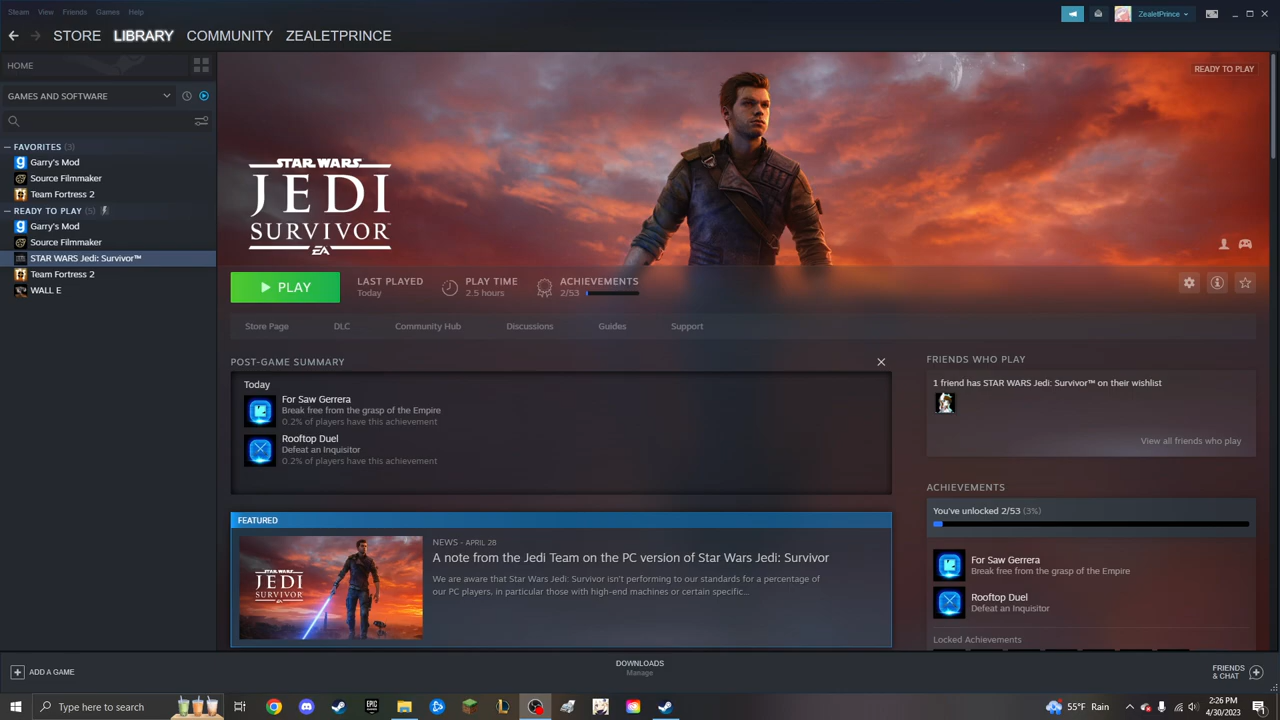 Steam View Friends Games Help
ZealetPrince
STORE LIBRARY COMMUNITY ZEALETPRINCE
HOME
READY TO PLAY
GAMES AND SOFTWARE
FAVORITES (3)
Garry's Mod
Source Filmmaker
Team Fortress 2
READY TO PLAY (5)
Garry's Mod
Source Filmmaker
STAR WARS Jedi: Survivor™
Team Fortress 2
WALL E
STAR WARS
JEDI
SURVIVOR
EA
PLAY
LAST PLAYED
Today
PLAY TIME
2.5 hours
ACHIEVEMENTS
2/53
Store Page DLC Community Hub Discussions Guides Support
POST-GAME SUMMARY
Today
For Saw Gerrera
Break free from the grasp of the Empire
0.2% of players have this achievement
Rooftop Duel
Defeat an Inquisitor
0.2% of players have this achievement
FEATURED
STAR WARS
JEDI
SURVIVOR
NEWS - APRIL 28
A note from the Jedi Team on the PC version of Star Wars Jedi: Survivor
We are aware that Star Wars Jedi: Survivor isn't performing to our standards for a percentage of
our PC players, in particular those with high-end machines or certain specific...
FRIENDS WHO PLAY
1 friend has STAR WARS Jedi: Survivor™ on their wishlist
View all friends who play
ACHIEVEMENTS
You've unlocked 2/53 (3%)
For Saw Gerrera
Break free from the grasp of the Empire
Rooftop Duel
Defeat an Inquisitor
Locked Achievements
ADD A GAME
DOWNLOADS
Manage
FRIENDS
& CHAT
Type here to search
EPIC
55°F Rain
2:26 PM
4/30/2023